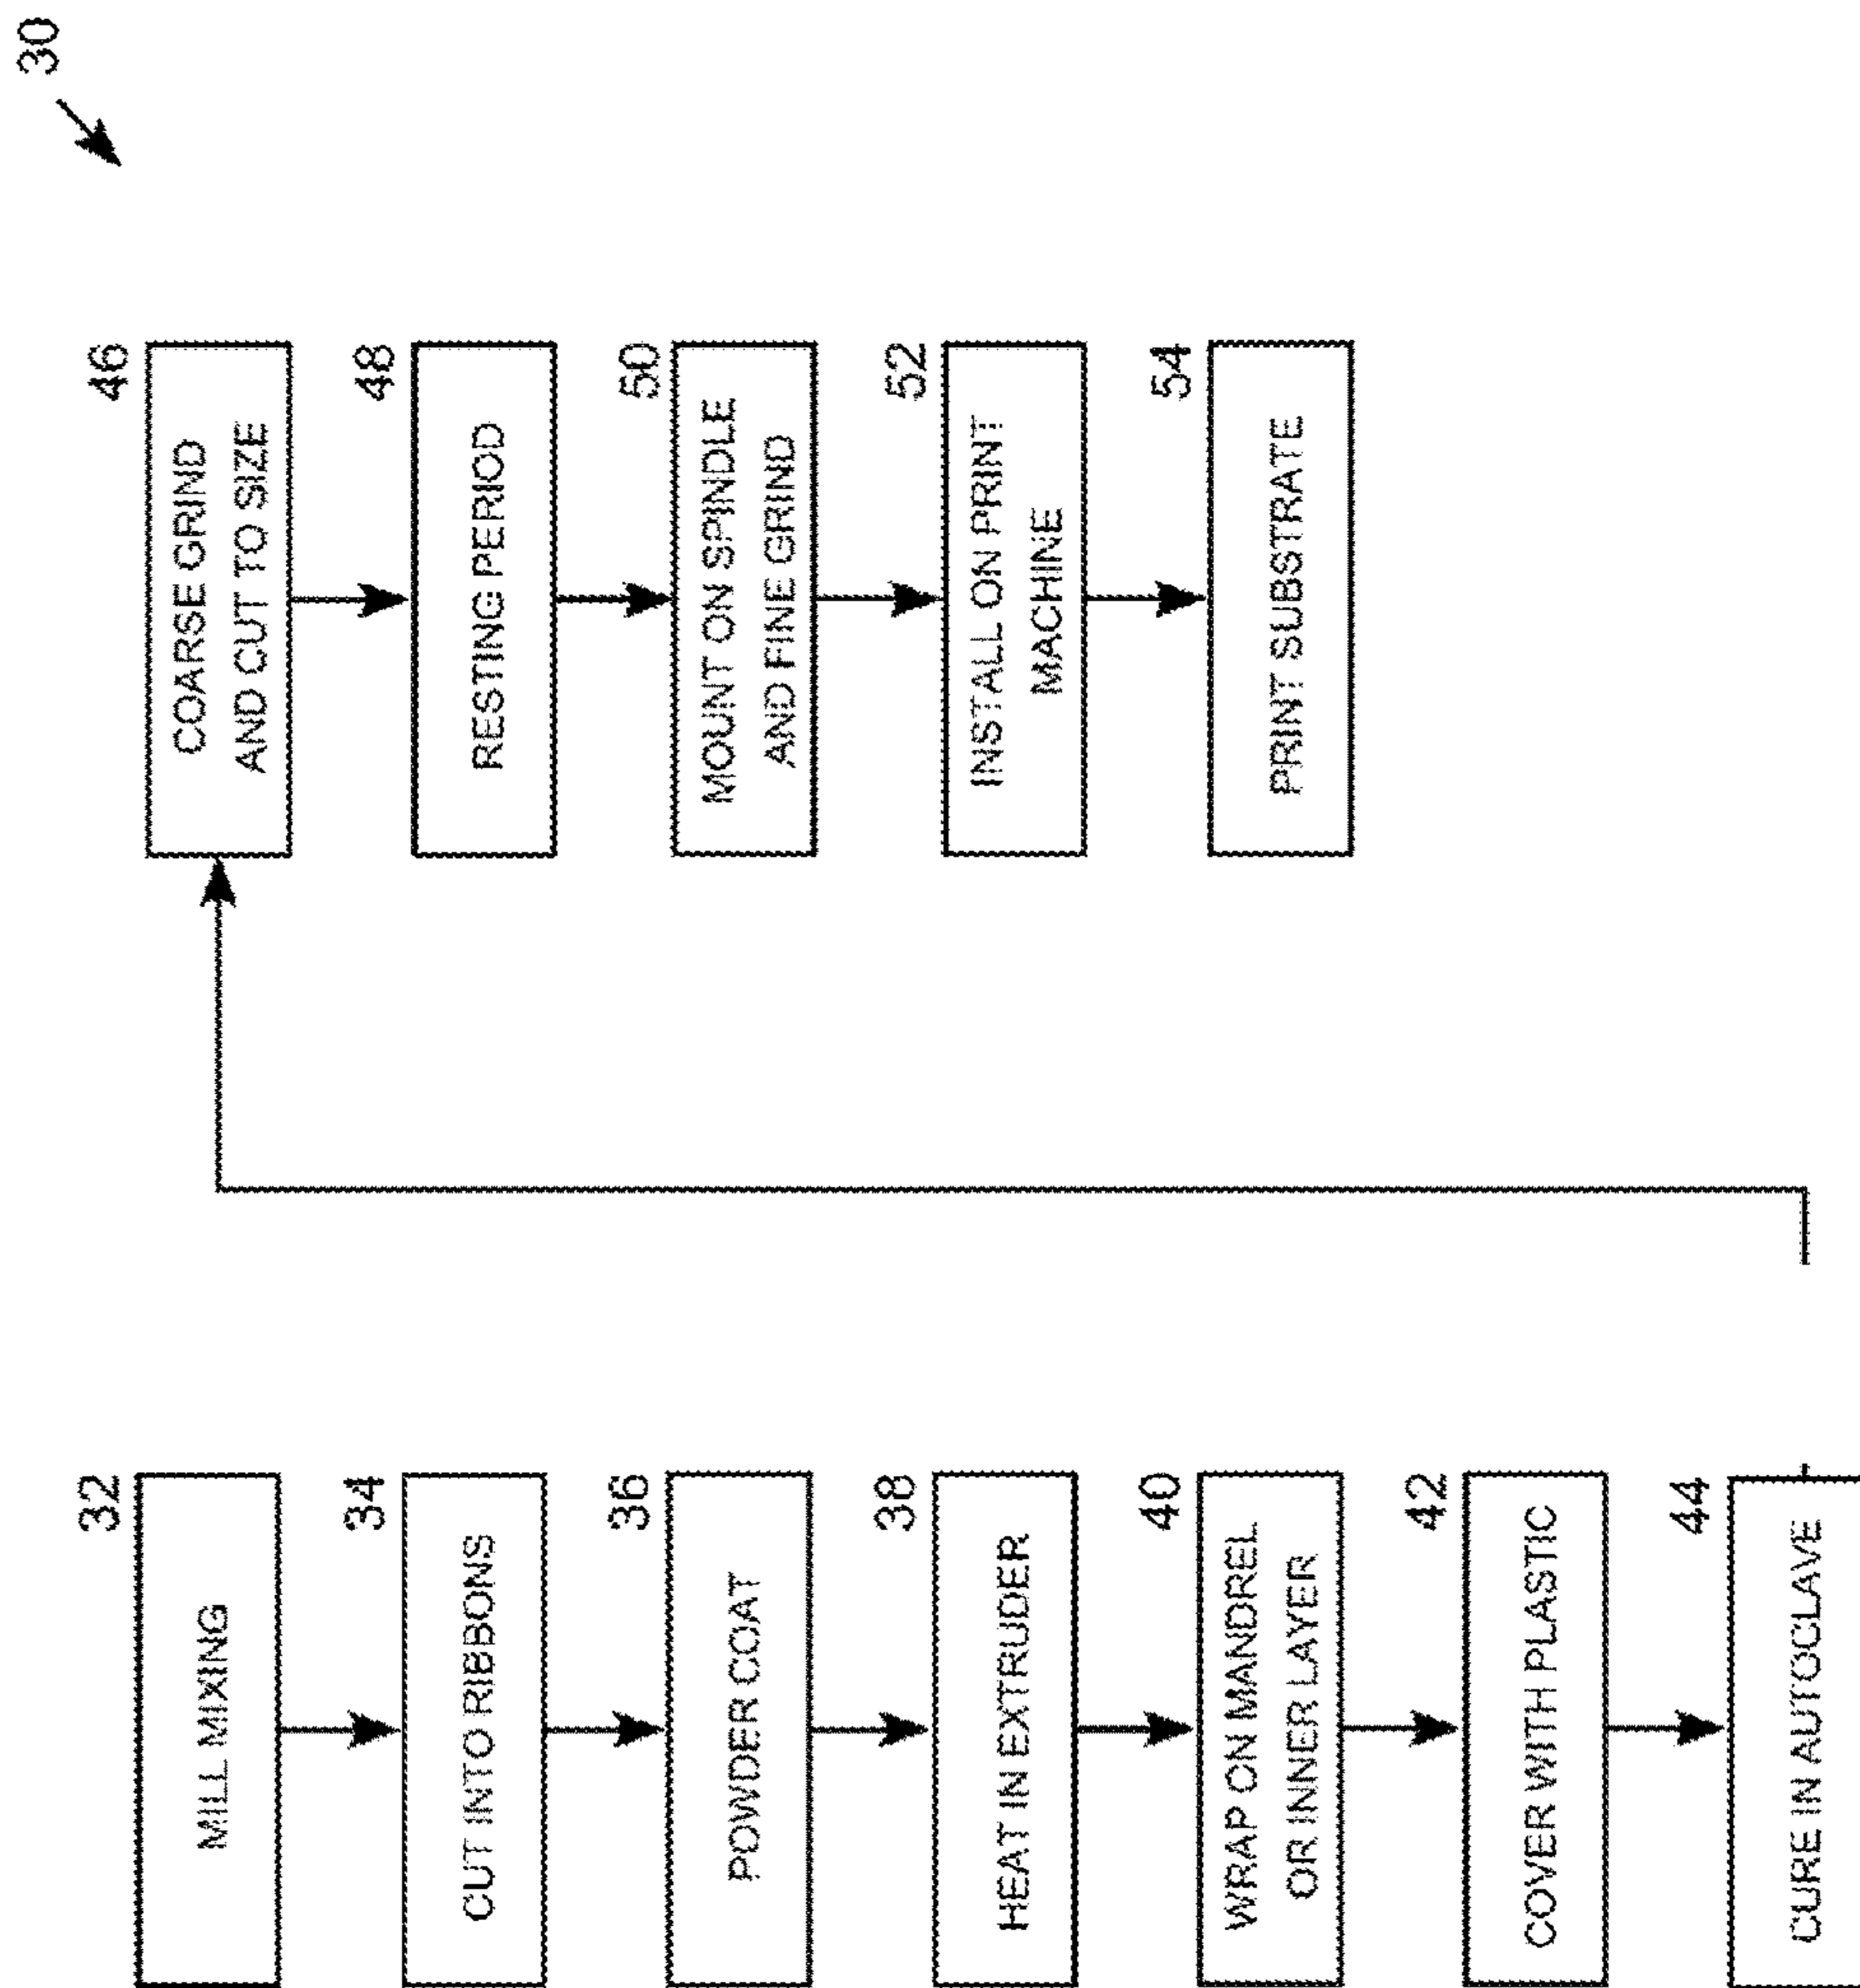 30
32
MILL MIXING
34
CUT INTO RIBBONS
36
POWDER COAT
38
HEAT IN EXTRUDER
40
WRAP ON MANDREL
OR INNER LAYER
42
COVER WITH PLASTIC
44
CURE IN AUTOCLAVE
46
COARSE GRIND
AND CUT TO SIZE
48
RESTING PERIOD
50
MOUNT ON SPINDLE
AND FINE GRIND
52
INSTALL ON PRINT
MACHINE
54
PRINT SUBSTRATE